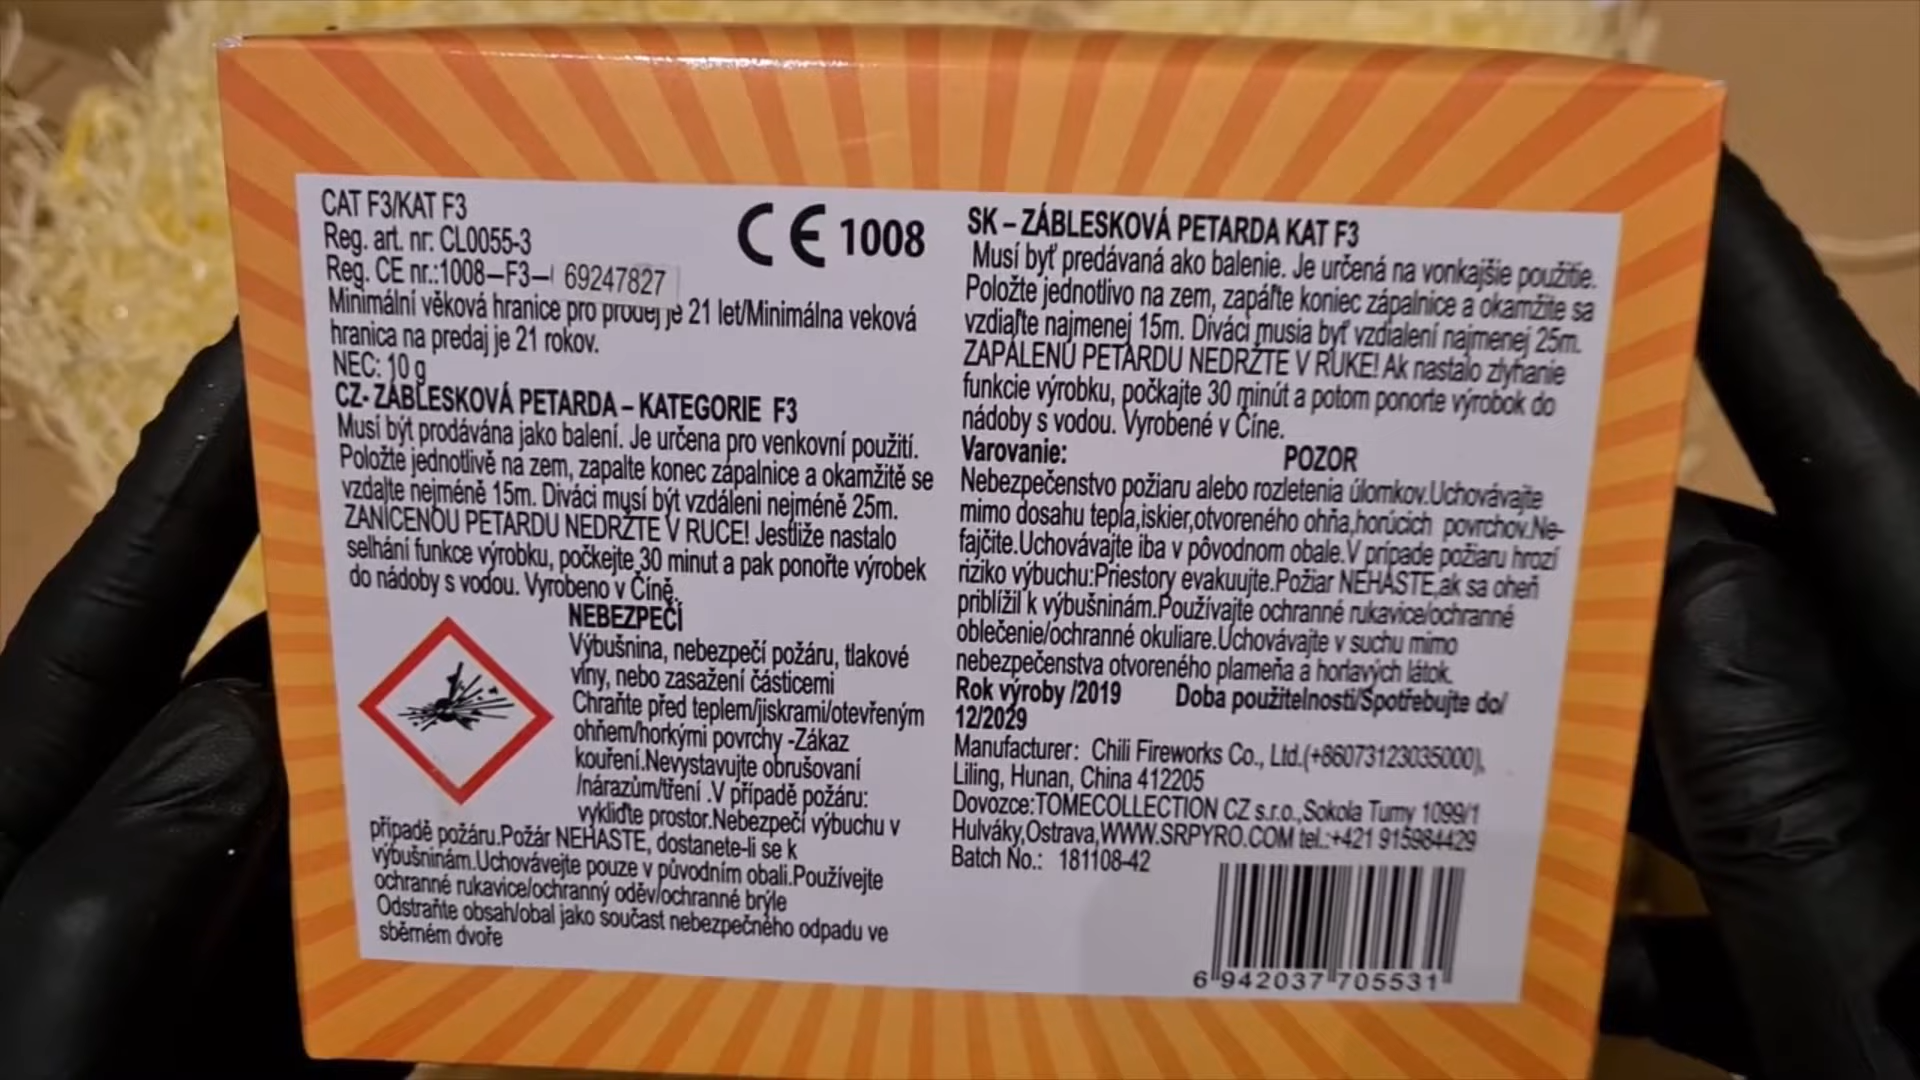 CAT F3/KAT F3
Reg. art. nr: CL0055-3
Reg. CE nr.:1008-F3- 69247827
Minimální věková hranice pro prodej je 21 let/Minimálna veková
hranica na predaj je 21 rokov.
NEC: 10 g
CE 1008
CZ- ZÁBLESKOVÁ PETARDA – KATEGORIE F3
Musí být prodávána jako balení. Je určena pro venkovní použití.
Položte jednotlivě na zem, zapalte konec zápalnice a okamžitě se
vzdalte nejméně 15m. Diváci musí být vzdáleni nejméně 25m.
ZANÍCENOU PETARDU NEDRŽTE V RUCE! Jestliže nastalo
selhání funkce výrobku, počkejte 30 minut a pak ponořte výrobek
do nádoby s vodou. Vyrobeno v Číně.
NEBEZPEČÍ
Výbušnina, nebezpečí požáru, tlakové
vlny, nebo zasažení částicemi
Chraňte před teplem/jiskrami/otevřeným
ohňem/horkými povrchy -Zákaz
kouření.Nevystavujte obrušovaní
/nárazům/tření .V případě požáru:
vykliďte prostor.Nebezpečí výbuchu v
případě požáru.Požár NEHASTE, dostanete-li se k
výbušninám.Uchovávejte pouze v původním obali.Používejte
ochranné rukavice/ochranný oděv/ochranné brýle
Odstraňte obsah/obal jako součast nebezpečného odpadu ve
sběrném dvoře
SK – ZÁBLESKOVÁ PETARDA KAT F3
Musí byť predávaná ako balenie. Je určená na vonkajšie použitie.
Položte jednotlivo na zem, zapáľte koniec zápalnice a okamžite sa
vzdiaľte najmenej 15m. Diváci musia byť vzdialení najmenej 25m.
ZAPÁLENÚ PETARDU NEDRŽTE V RUKE! Ak nastalo zlyhanie
funkcie výrobku, počkajte 30 minút a potom ponorte výrobok do
nádoby s vodou. Vyrobené v Číne.
Varovanie: POZOR
Nebezpečenstvo požiaru alebo rozletenia úlomkov.Uchovávajte
mimo dosahu tepla,iskier,otvoreného ohňa,horúcich povrchov.Ne-
fajčite.Uchovávajte iba v pôvodnom obale.V prípade požiaru hrozí
riziko výbuchu:Priestory evakuujte.Požiar NEHASTE,ak sa oheň
priblížil k výbušninám.Používajte ochranné rukavice/ochranné
oblečenie/ochranné okuliare.Uchovávajte v suchu mimo
nebezpečenstva otvoreného plameňa a horľavých látok.
Rok výroby /2019 Doba použitelnosti/Spotřebujte do/
12/2029
Manufacturer: Chili Fireworks Co., Ltd.(+86073123035000),
Liling, Hunan, China 412205
Dovozce:TOMECOLLECTION CZ s.r.o.,Sokola Tumy 1099/1
Hulváky,Ostrava,WWW.SRPYRO.COM tel.:+421 915984429
Batch No.: 181108-42
6 942037 705531